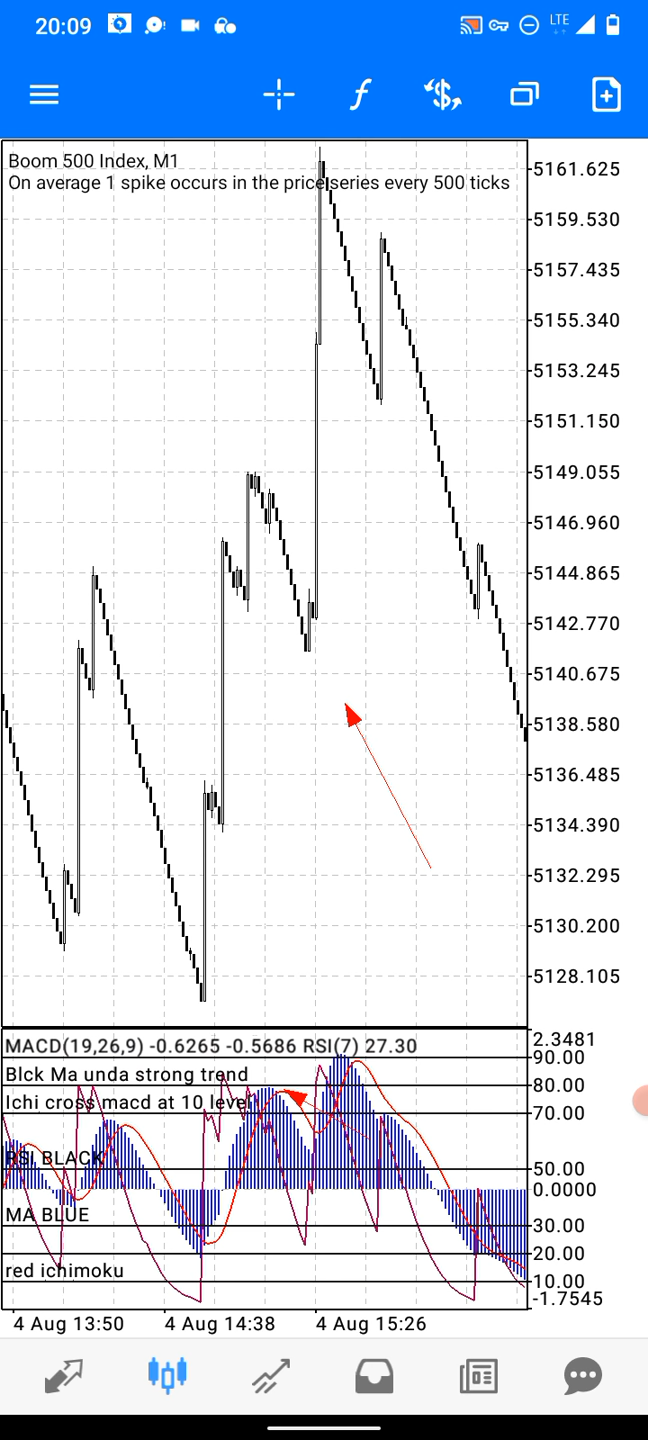 20:09
LTE
Boom 500 Index, M1
On average 1 spike occurs in the price series every 500 ticks
5161.625
5159.530
5157.435
5155.340
5153.245
5151.150
5149.055
5146.960
5144.865
5142.770
5140.675
5138.580
5136.485
5134.390
5132.295
5130.200
5128.105
MACD(19,26,9) -0.6265 -0.5686 RSI(7) 27.30
2.3481
90.00
Blck Ma unda strong trend
80.00
Ichi cross macd at 10 level
70.00
RSI BLACK
50.00
0.0000
MA BLUE
30.00
20.00
red ichimoku
10.00
-1.7545
4 Aug 13:50 4 Aug 14:38 4 Aug 15:26